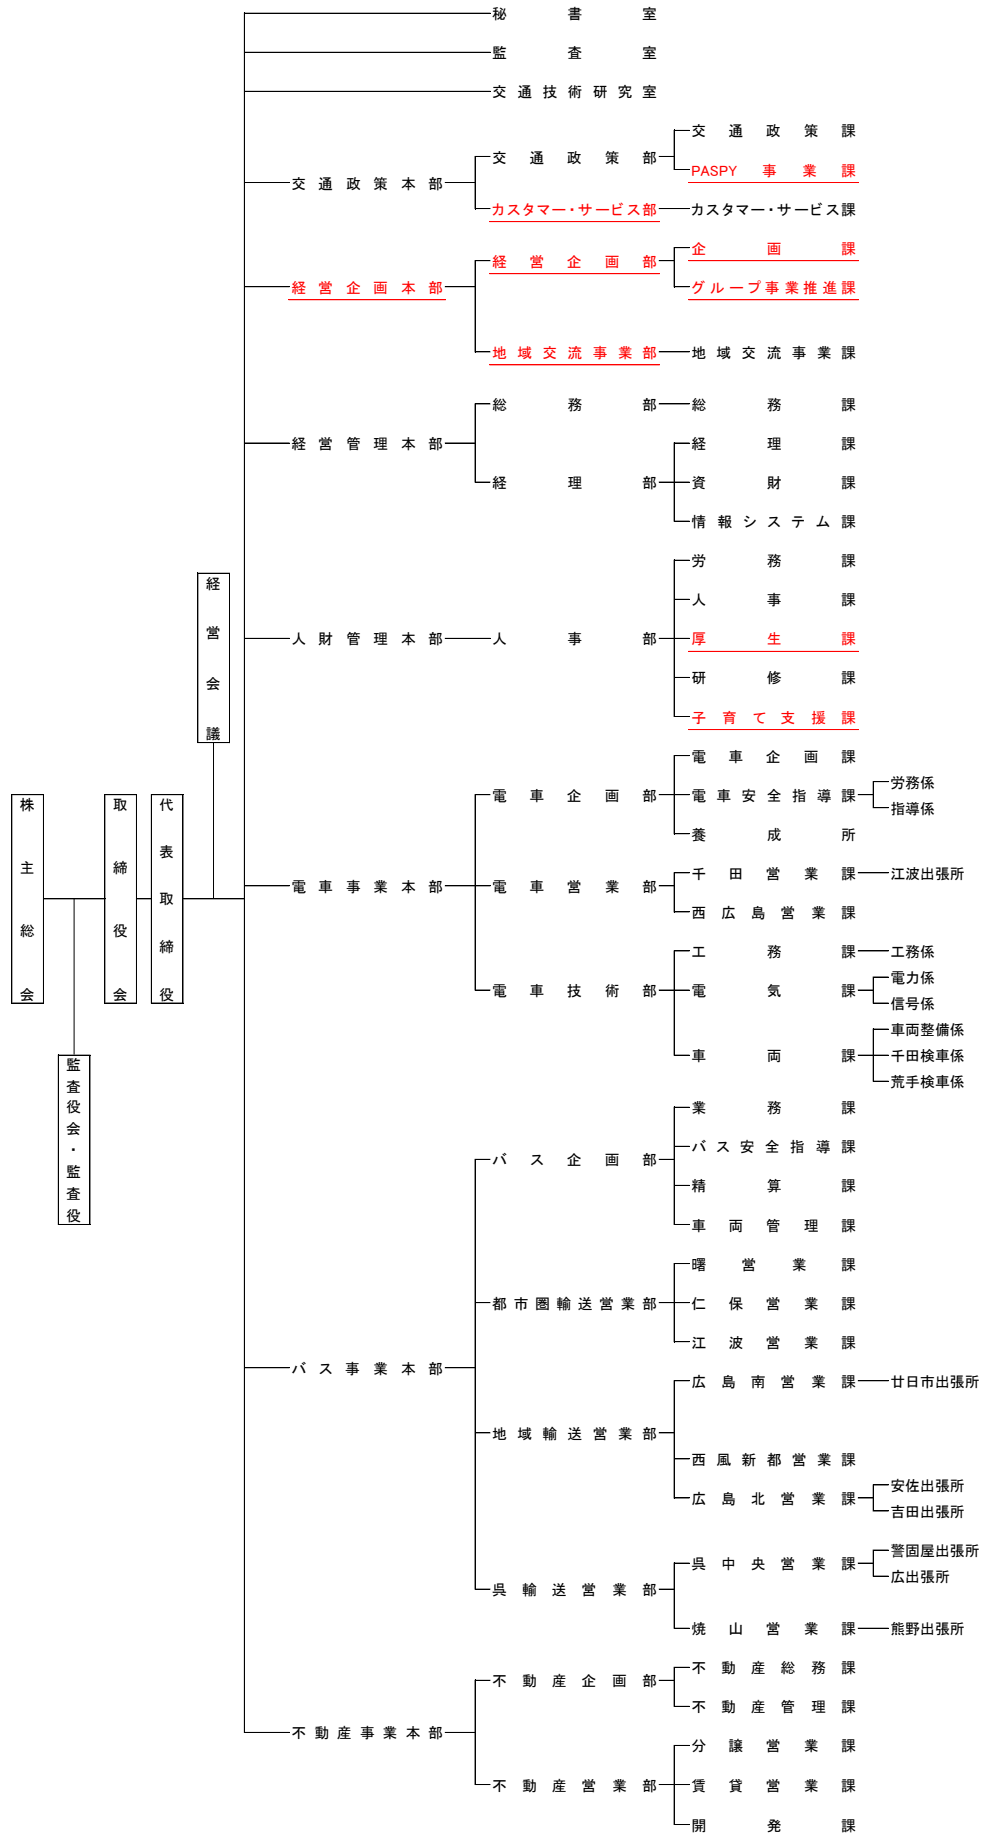 秘書室
監査室
交通技術研究室
交通政策本部
交通政策部
交通政策課
PASPY事業課
カスタマー・サービス部
カスタマー・サービス課
経営企画本部
経営企画部
企画課
グループ事業推進課
地域交流事業部
地域交流事業課
経営管理本部
総務部
総務課
経理部
経理課
資財課
情報システム課
人財管理本部
人事部
労務課
人事課
厚生課
研修課
子育て支援課
経営会議
株主総会
取締役会
代表取締役
監査役会・監査役
電車事業本部
電車企画部
電車企画課
電車安全指導課
労務係
指導係
養成所
電車営業部
千田営業課
江波出張所
西広島営業課
電車技術部
工務課
工務係
電気課
電力係
信号係
車両課
車両整備係
千田検車係
荒手検車係
バス事業本部
バス企画部
業務課
バス安全指導課
精算課
車両管理課
都市圏輸送営業部
曙営業課
仁保営業課
江波営業課
地域輸送営業部
広島南営業課
廿日市出張所
西風新都営業課
広島北営業課
安佐出張所
吉田出張所
呉輸送営業部
呉中央営業課
警固屋出張所
広出張所
焼山営業課
熊野出張所
不動産事業本部
不動産企画部
不動産総務課
不動産管理課
不動産営業部
分譲営業課
賃貸営業課
開発課